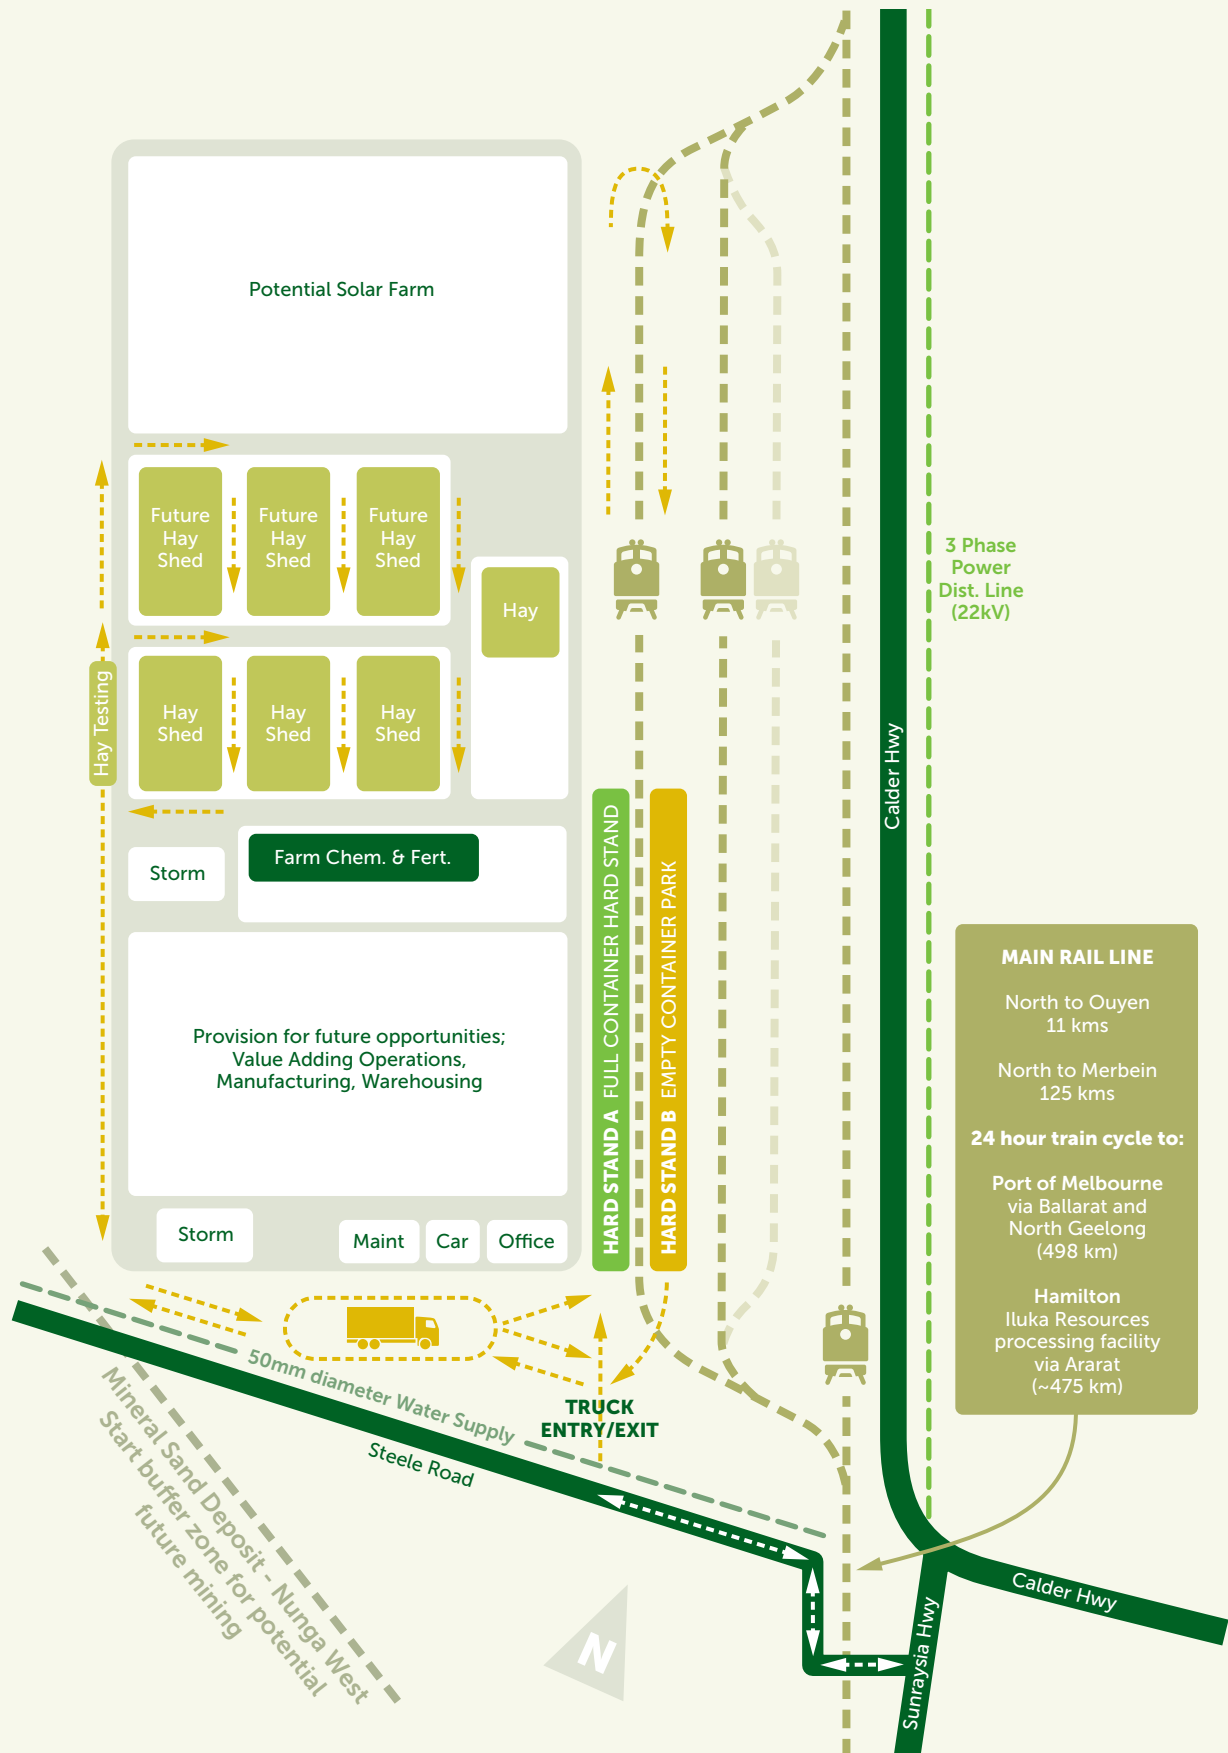 Potential Solar Farm
Future
Hay
Shed
Future
Hay
Shed
Future
Hay
Shed
Hay
3 Phase
Power
Dist. Line
(22kV)
Hay Testing
Hay
Shed
Hay
Shed
Hay
Shed
Calder Hwy
Farm Chem. & Fert.
Storm
HARD STAND A FULL CONTAINER HARD STAND
HARD STAND B EMPTY CONTAINER PARK
Provision for future opportunities;
Value Adding Operations,
Manufacturing, Warehousing
MAIN RAIL LINE
North to Ouyen
11 kms
North to Merbein
125 kms
24 hour train cycle to:
Port of Melbourne
via Ballarat and
North Geelong
(498 km)
Hamilton
Iluka Resources
processing facility
via Ararat
(~475 km)
Storm
Maint
Car
Office
50mm diameter Water Supply
TRUCK
ENTRY/EXIT
Steele Road
Mineral Sand Deposit - Nunga West
Start buffer zone for potential
future mining
N
Calder Hwy
Sunraysia Hwy